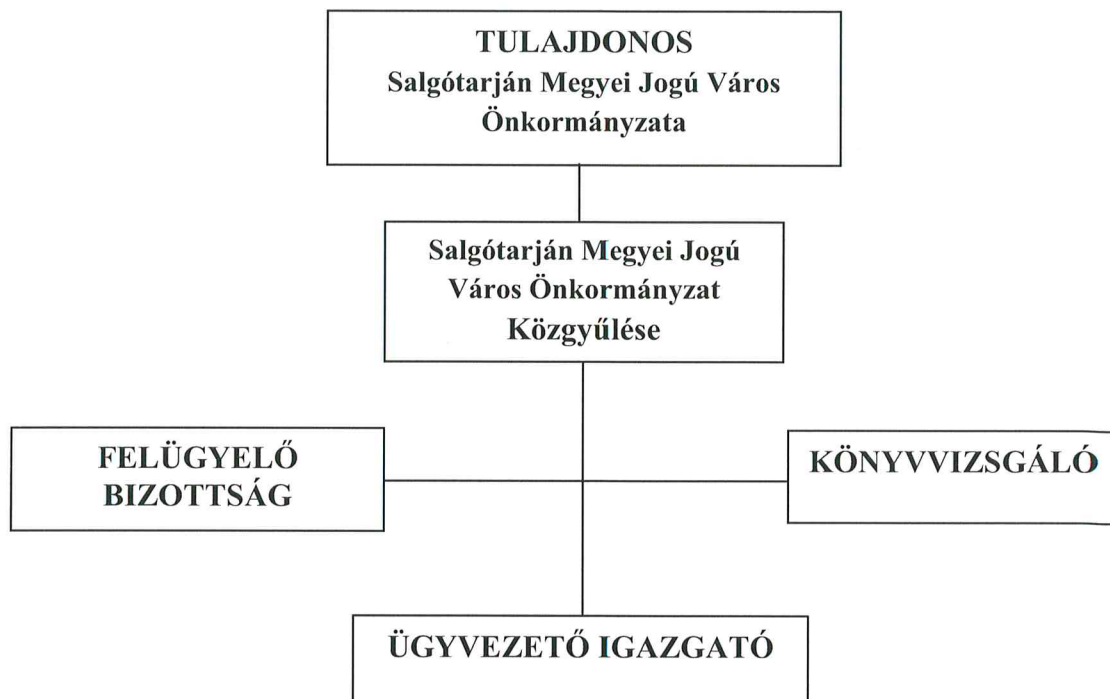 TULAJDONOS
Salgótarján Megyei Jogú Város
Önkormányzata
Salgótarján Megyei Jogú
Város Önkormányzat
Közgyűlése
FELÜGYELŐ
BIZOTTSÁG
KÖNYVVIZSGÁLÓ
ÜGYVEZETŐ IGAZGATÓ